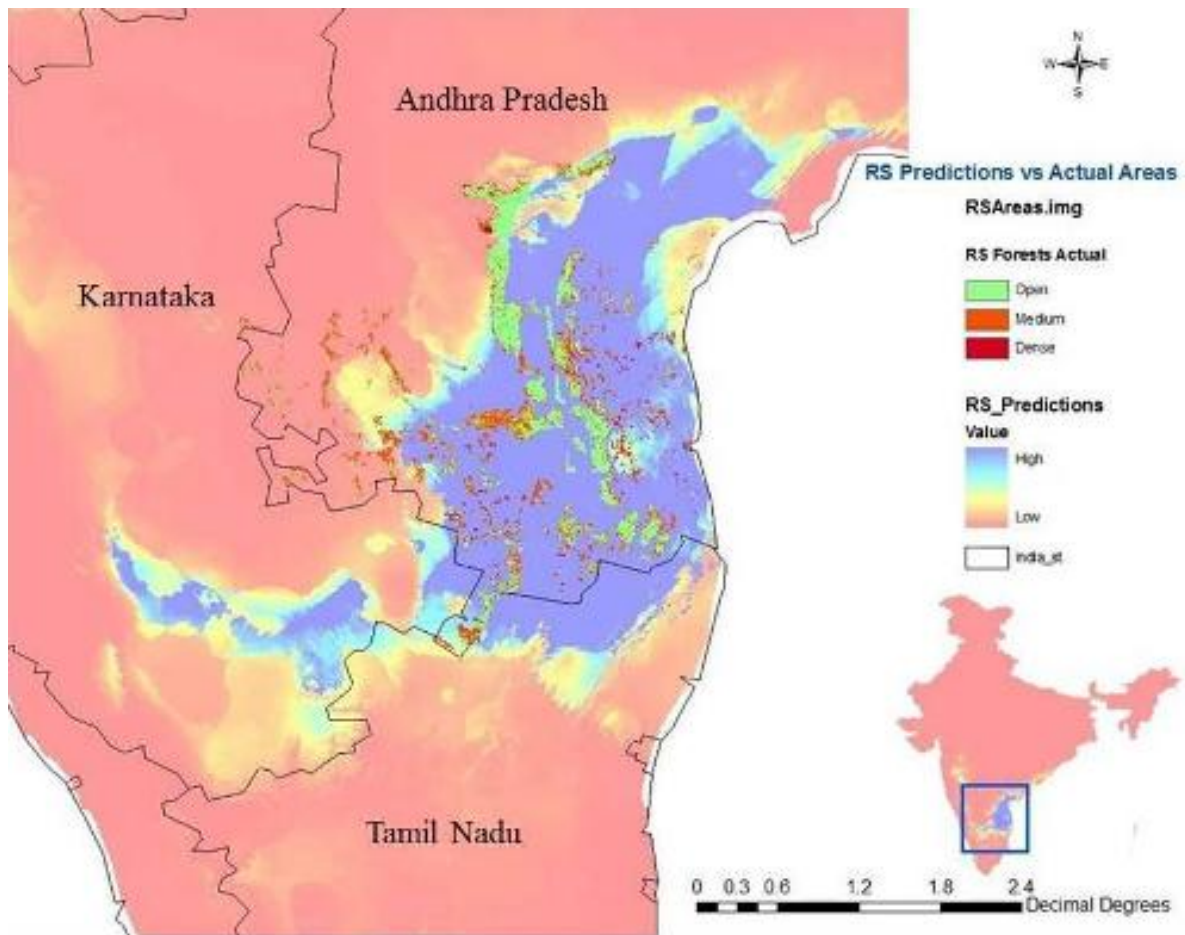 Andhra Pradesh
Karnataka
Tamil Nadu
N
W E
S
RS Predictions vs Actual Areas
RSAreas.img
RS Forests Actual
Open
Medium
Dense
RS_Predictions
Value
High
Low
india_st
0 0.3 0.6 1.2 1.8 2.4
Decimal Degrees